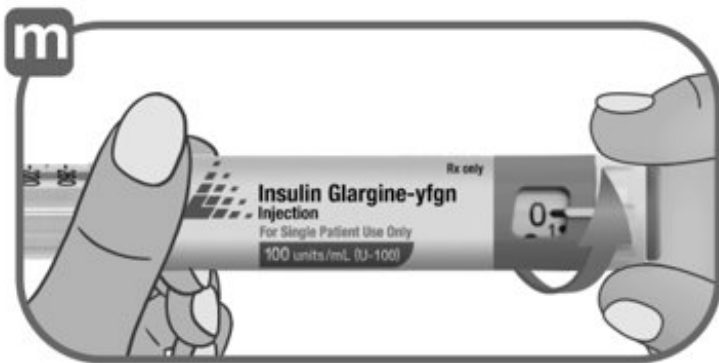 m
Rx only
Insulin Glargine-yfgn
Injection
For Single Patient Use Only
100 units/mL (U-100)
0
1